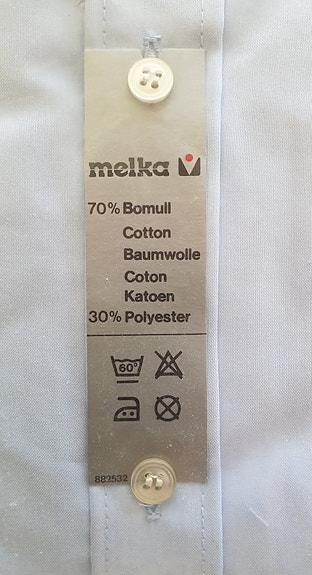 melka
70% Bomull
Cotton
Baumwolle
Coton
Katoen
30% Polyester
60°
882532